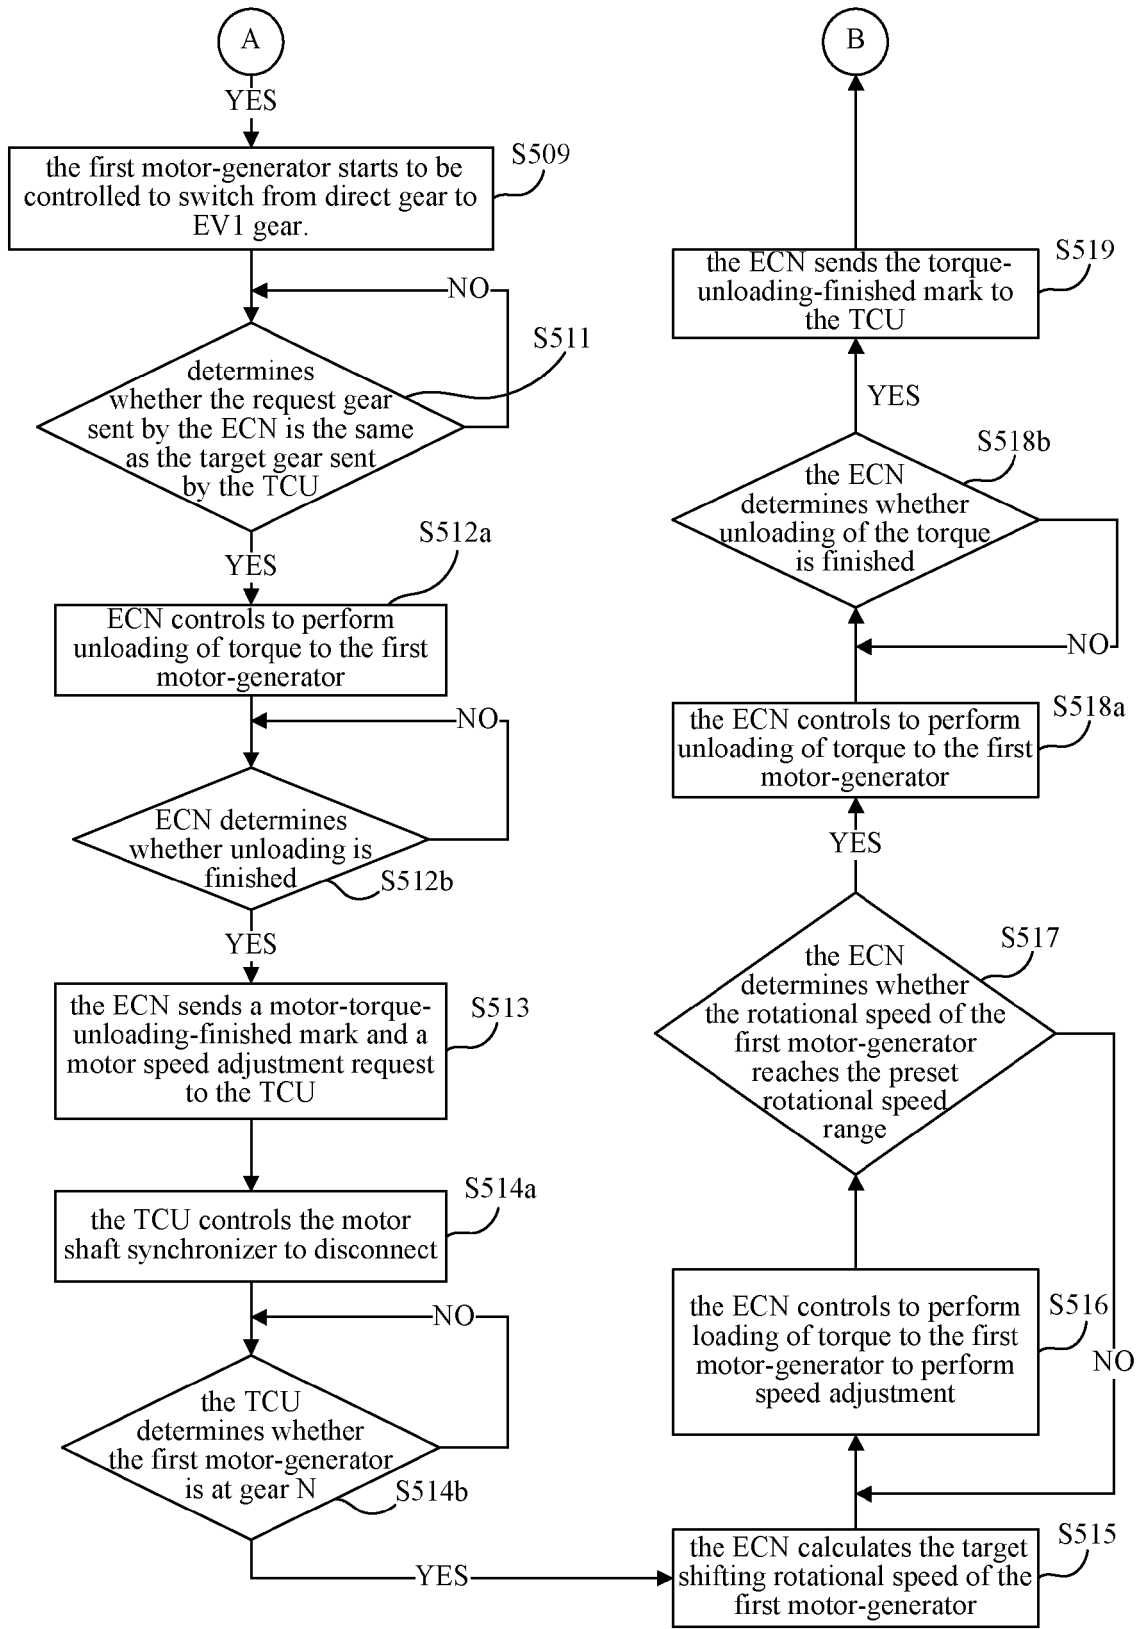 A
YES
S509
the first motor-generator starts to be
controlled to switch from direct gear to
EV1 gear.
NO
S511
determines
whether the request gear
sent by the ECN is the same
as the target gear sent
by the TCU
YES
S512a
ECN controls to perform
unloading of torque to the first
motor-generator
NO
ECN determines
whether unloading is
finished
S512b
YES
the ECN sends a motor-torque-
unloading-finished mark and a
motor speed adjustment request
to the TCU
S513
S514a
the TCU controls the motor
shaft synchronizer to disconnect
NO
the TCU
determines whether
the first motor-generator
is at gear N
S514b
YES
the ECN calculates the target
shifting rotational speed of the
first motor-generator
S515
the ECN controls to perform
loading of torque to the first
motor-generator to perform
speed adjustment
S516
NO
S517
the ECN
determines whether
the rotational speed of the
first motor-generator
reaches the preset
rotational speed
range
YES
the ECN controls to perform
unloading of torque to the first
motor-generator
S518a
NO
S518b
the ECN
determines whether
unloading of the torque
is finished
YES
S519
the ECN sends the torque-
unloading-finished mark to
the TCU
B